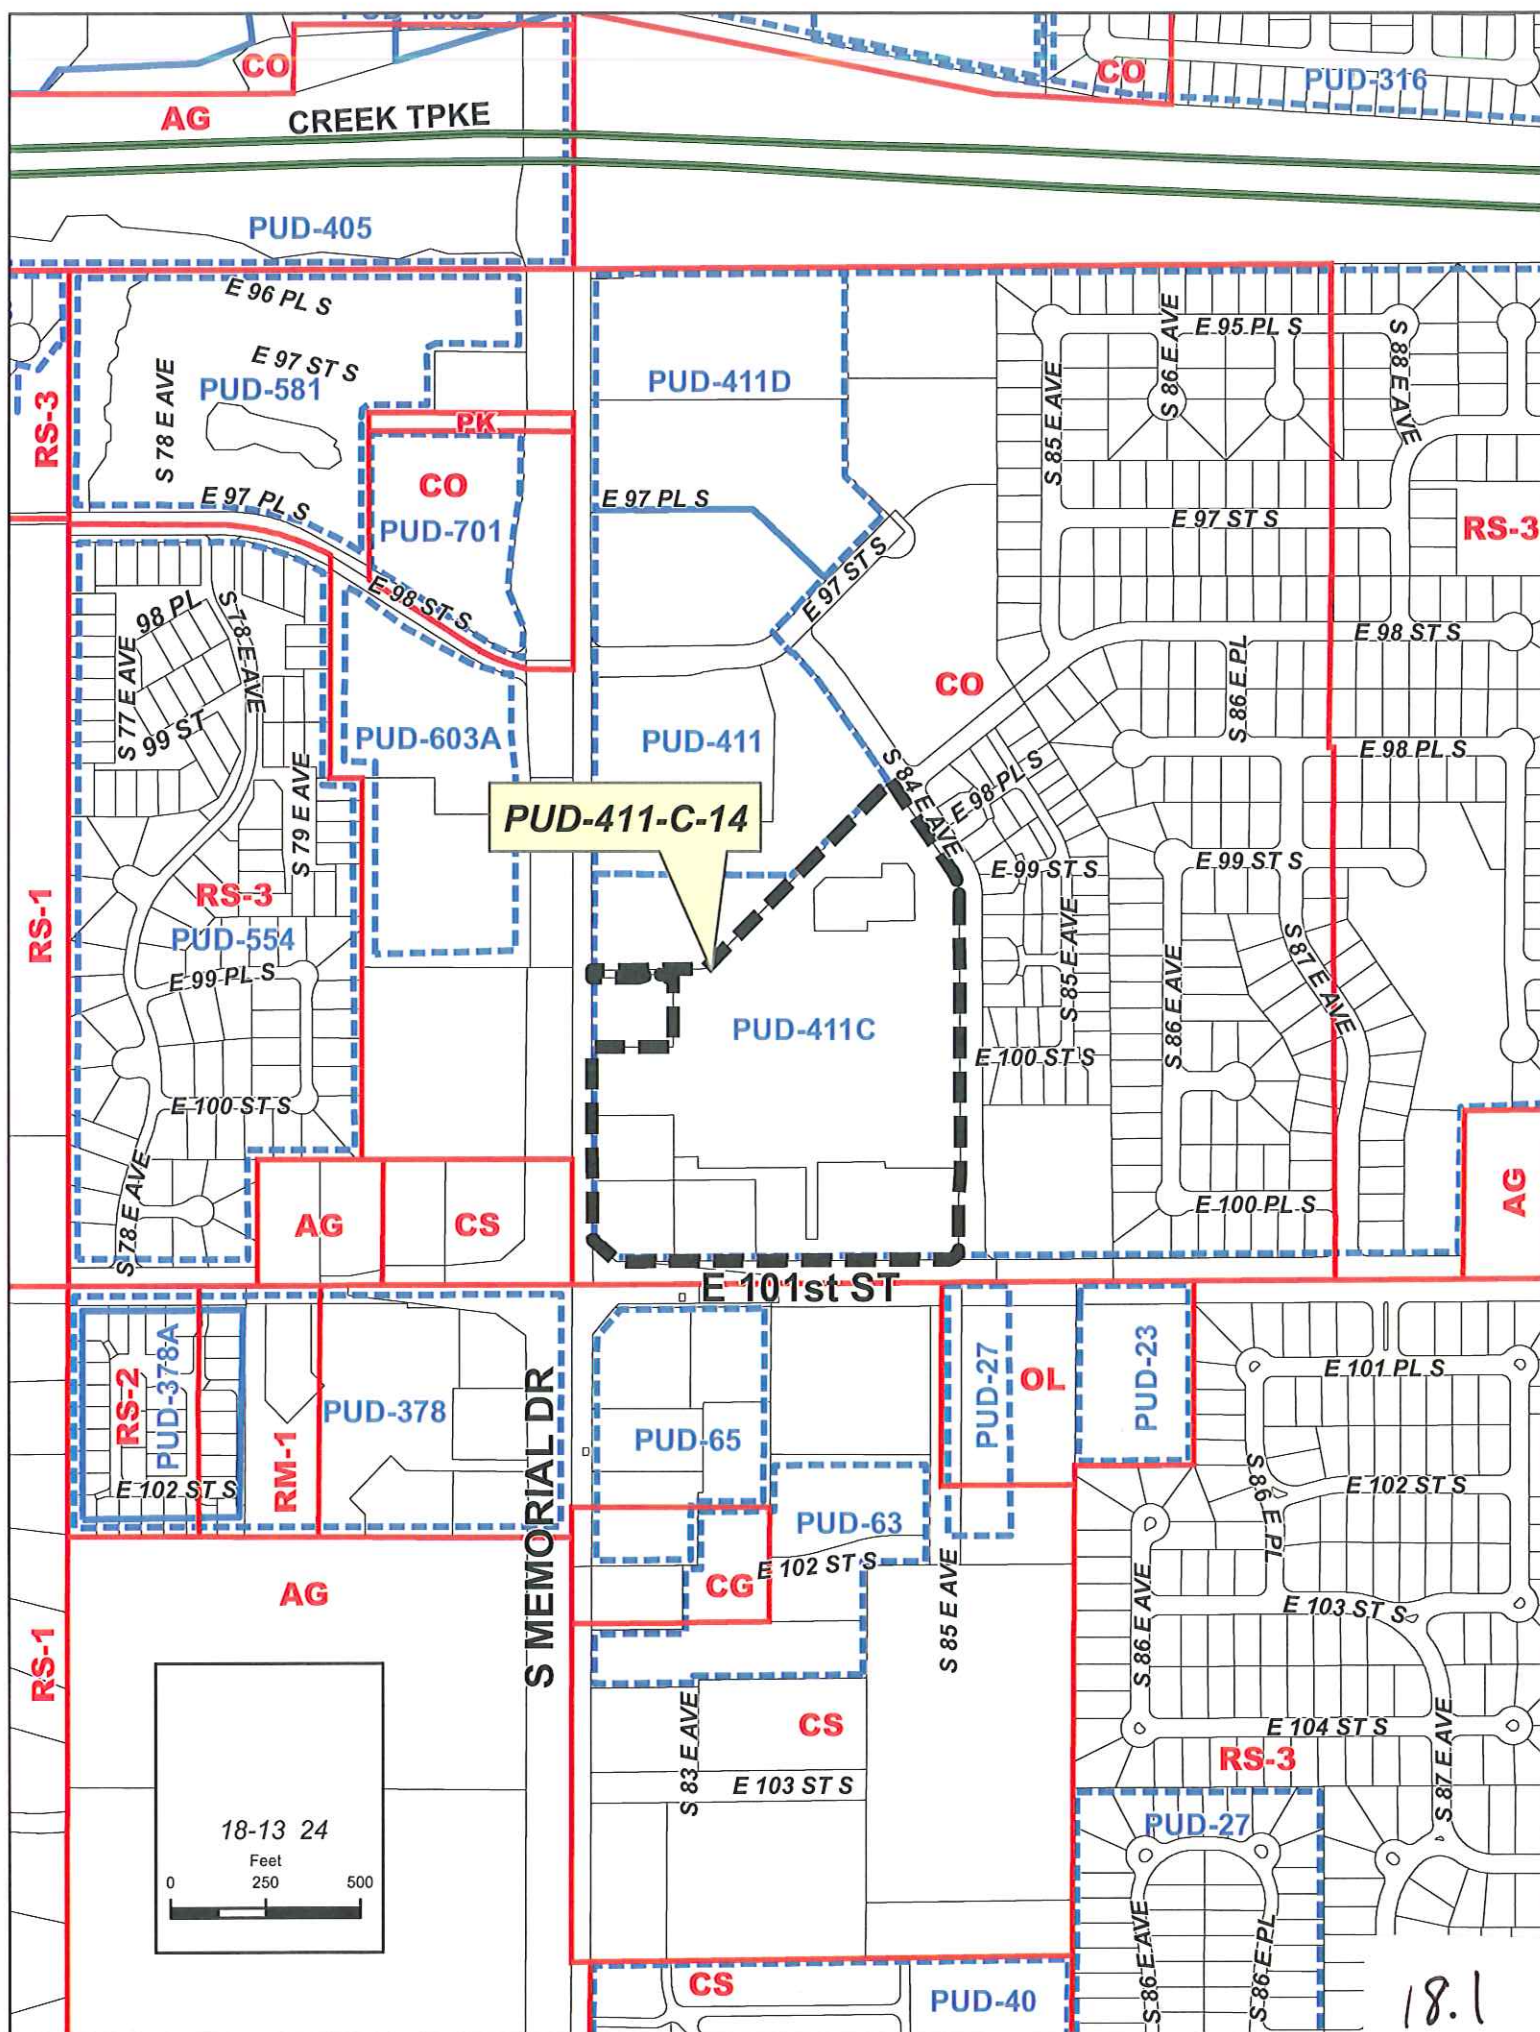 CO
CO
PUD-316
AG
CREEK TPKE
PUD-405
E 96 PL S
E 95 PL S
S 86 E AVE
S 88 E AVE
E 97 ST S
PUD-581
S 78 E AVE
PUD-411D
S 85 E AVE
RS-3
PK
CO
PUD-701
E 97 PL S
E 97 PL S
E 97 ST S
E 97 ST S
RS-3
E 98 ST S
98 PL
S 78 E AVE
S 77 E AVE
99 ST
E 98 ST S
S 86 E PL
CO
PUD-603A
PUD-411
E 98 PL S
S 84 E AVE
E 98 PL S
PUD-411-C-14
S 79 E AVE
E 99 ST S
E 99 ST S
RS-1
RS-3
PUD-554
S 85 E AVE
S 86 E AVE
S 87 E AVE
E 99 PL S
PUD-411C
E 100 ST S
E 100 ST S
S 78 E AVE
AG
CS
E 100 PL S
AG
E 101st ST
RS-2
PUD-378A
RM-1
PUD-378
S MEMORIAL DR
PUD-65
PUD-27
OL
PUD-23
E 101 PL S
E 102 ST S
S 86 E PL
E 102 ST S
PUD-63
E 102 ST S
CG
AG
S 85 E AVE
S 86 E AVE
E 103 ST S
RS-1
CS
E 104 ST S
RS-3
S 87 E AVE
S 83 E AVE
E 103 ST S
PUD-27
18-13 24
Feet
0 250 500
S 86 E AVE
S 86 E PL
CS
PUD-40
18.1